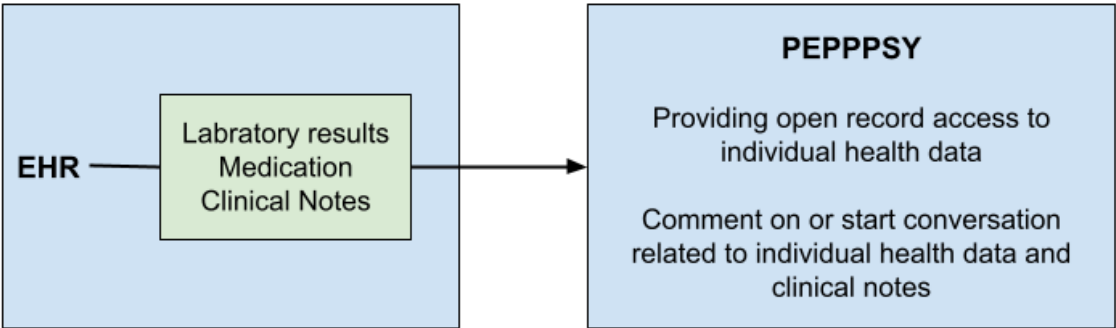 EHR
Labratory results
Medication
Clinical Notes
PEPPPSY
Providing open record access to
individual health data
Comment on or start conversation
related to individual health data and
clinical notes